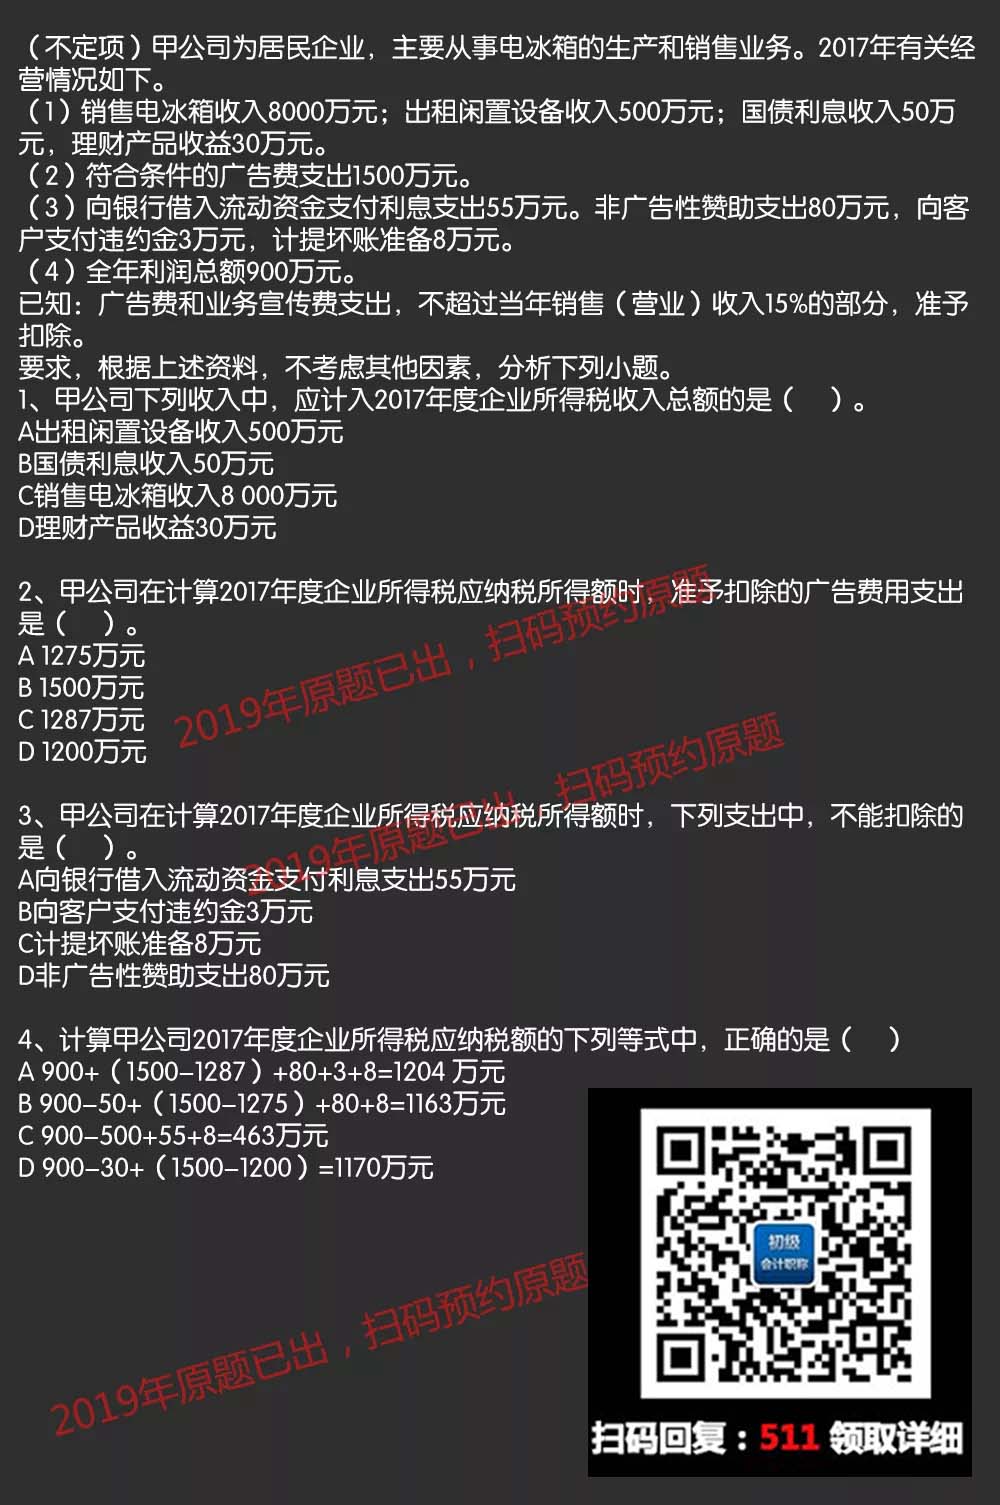 （不定项）甲公司为居民企业，主要从事电冰箱的生产和销售业务。2017年有关经
营情况如下。
（1）销售电冰箱收入8000万元；出租闲置设备收入500万元；国债利息收入50万
元，理财产品收益30万元。
（2）符合条件的广告费支出1500万元。
（3）向银行借入流动资金支付利息支出55万元。非广告性赞助支出80万元，向客
户支付违约金3万元，计提坏账准备8万元。
（4）全年利润总额900万元。
已知：广告费和业务宣传费支出，不超过当年销售（营业）收入15%的部分，准予
扣除。
要求，根据上述资料，不考虑其他因素，分析下列小题。
1、甲公司下列收入中，应计入2017年度企业所得税收入总额的是（　）。
A出租闲置设备收入500万元
B国债利息收入50万元
C销售电冰箱收入8 000万元
D理财产品收益30万元
2、甲公司在计算2017年度企业所得税应纳税所得额时，准予扣除的广告费用支出
是（　）。
A 1275万元
B 1500万元
C 1287万元
D 1200万元
2019年原题已出，扫码预约原题
3、甲公司在计算2017年度企业所得税应纳税所得额时，下列支出中，不能扣除的
是（　）。
2019年原题已出，扫码预约原题
A向银行借入流动资金支付利息支出55万元
B向客户支付违约金3万元
C计提坏账准备8万元
D非广告性赞助支出80万元
4、计算甲公司2017年度企业所得税应纳税额的下列等式中，正确的是（　）
A 900+（1500-1287）+80+3+8=1204 万元
B 900-50+（1500-1275）+80+8=1163万元
C 900-500+55+8=463万元
D 900-30+（1500-1200）=1170万元
初级
会计职称
2019年原题已出，扫码预约原题
扫码回复：511 领取详细